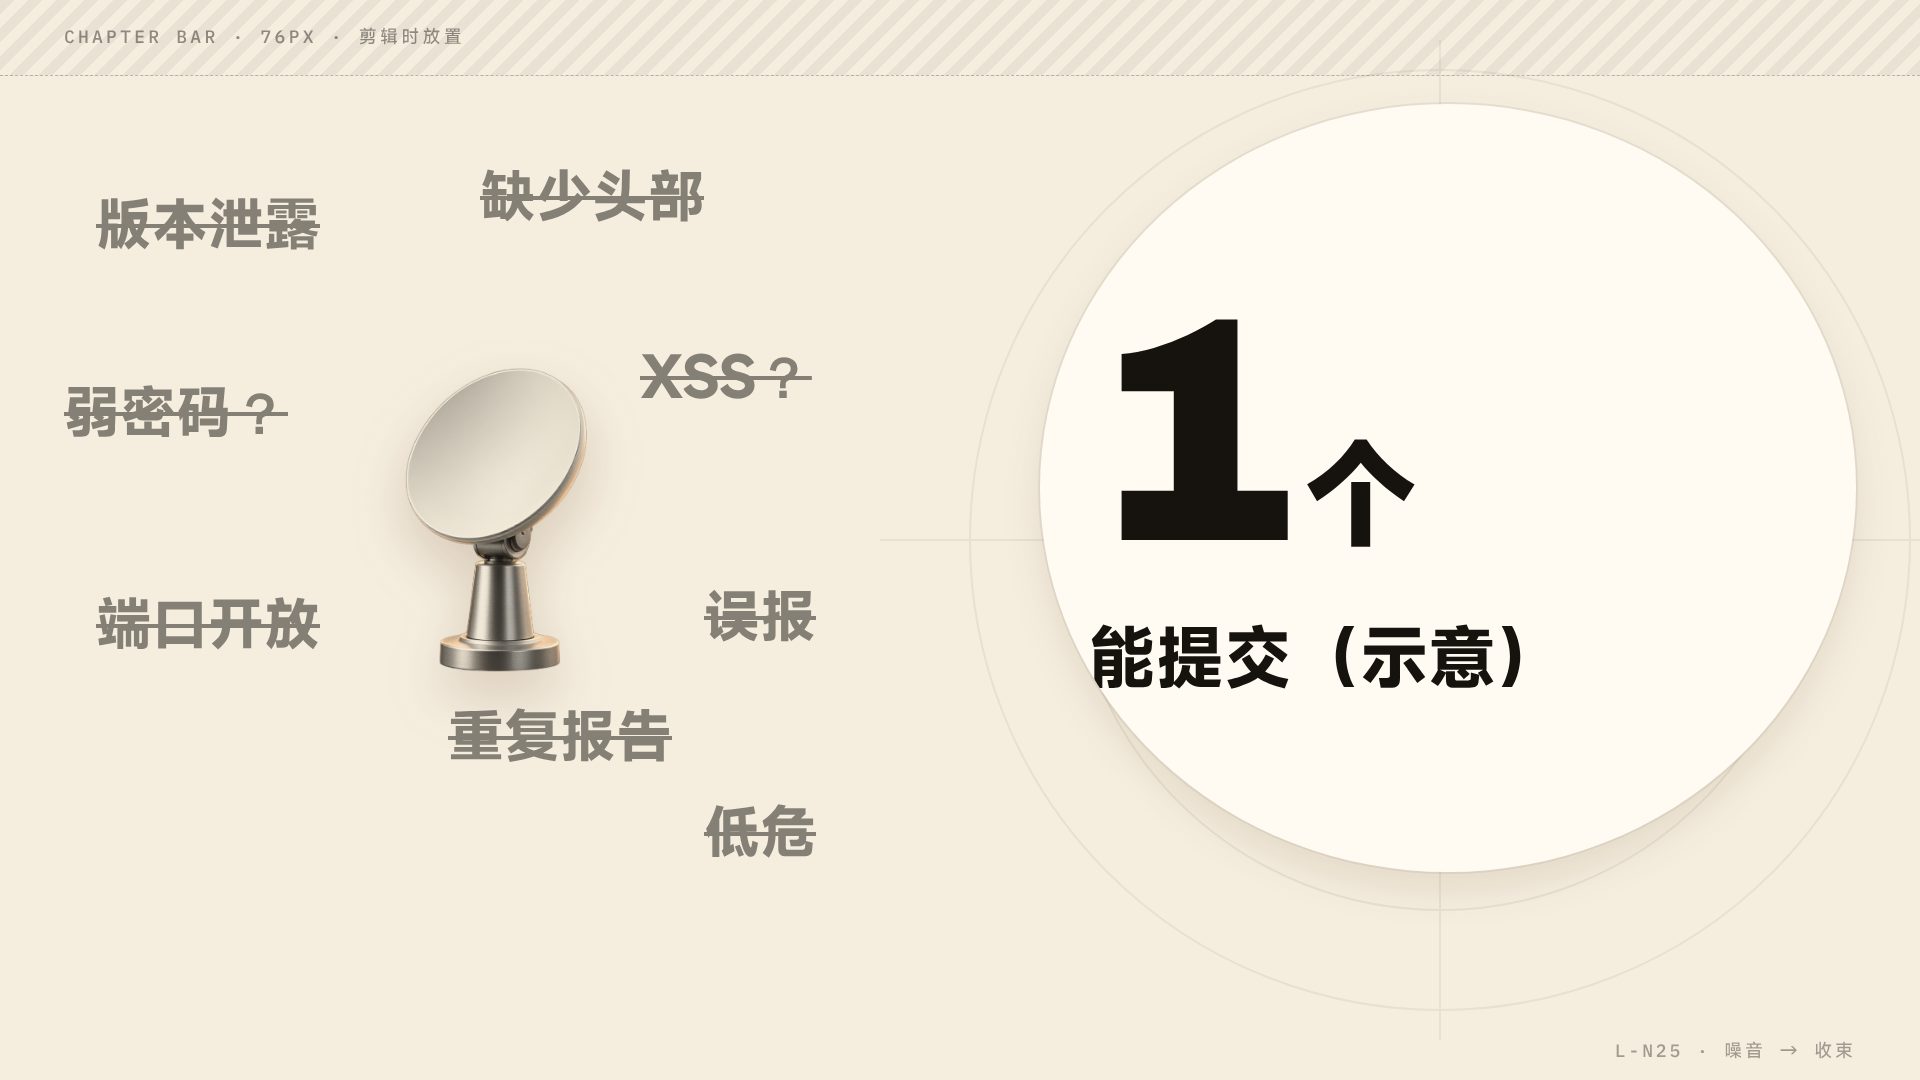 CHAPTER BAR · 76PX · 剪辑时放置
缺少头部
版本泄露
XSS？
弱密码？
1个
端口开放
误报
能提交（示意）
重复报告
低危
L-N25 · 噪音 → 收束